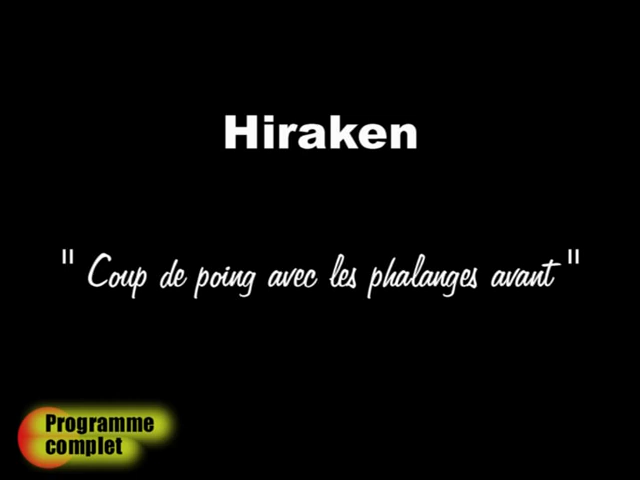 Hiraken
" Coup de poing avec les phalanges avant "
Programme
complet